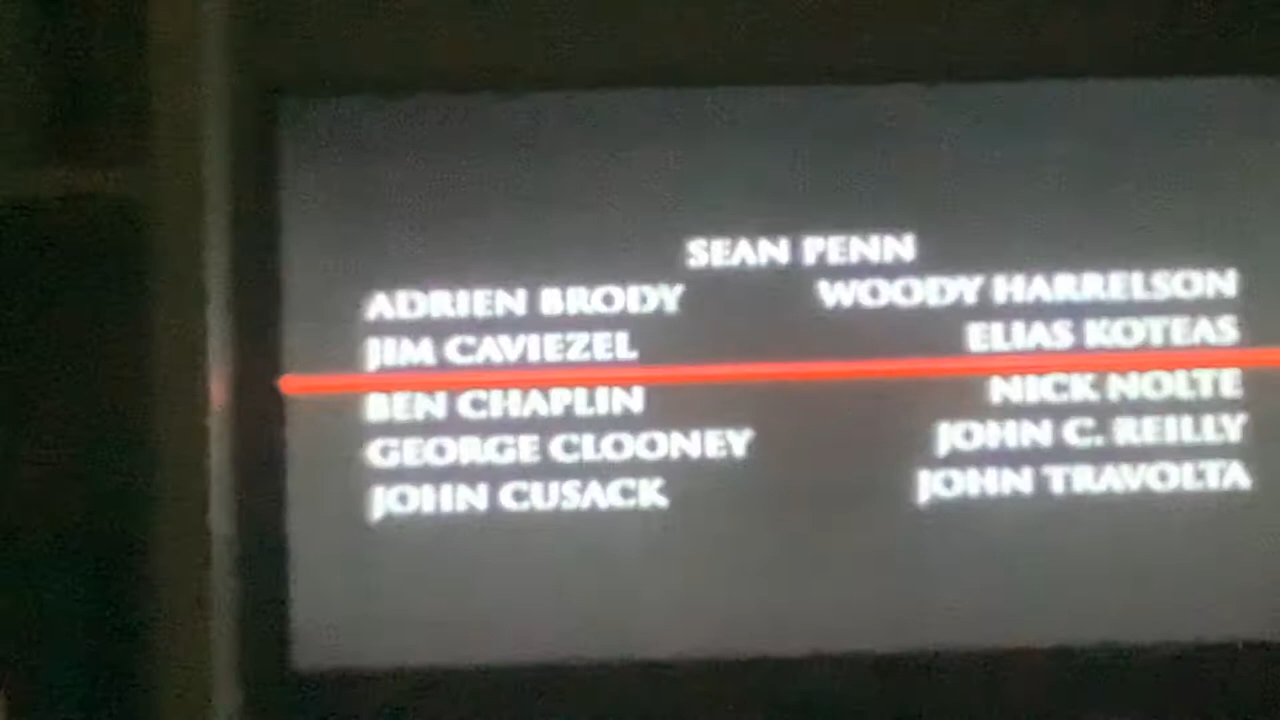 SEAN PENN
ADRIEN BRODY WOODY HARRELSON
JIM CAVIEZEL ELIAS KOTEAS
BEN CHAPLIN NICK NOLTE
GEORGE CLOONEY JOHN C. REILLY
JOHN CUSACK JOHN TRAVOLTA